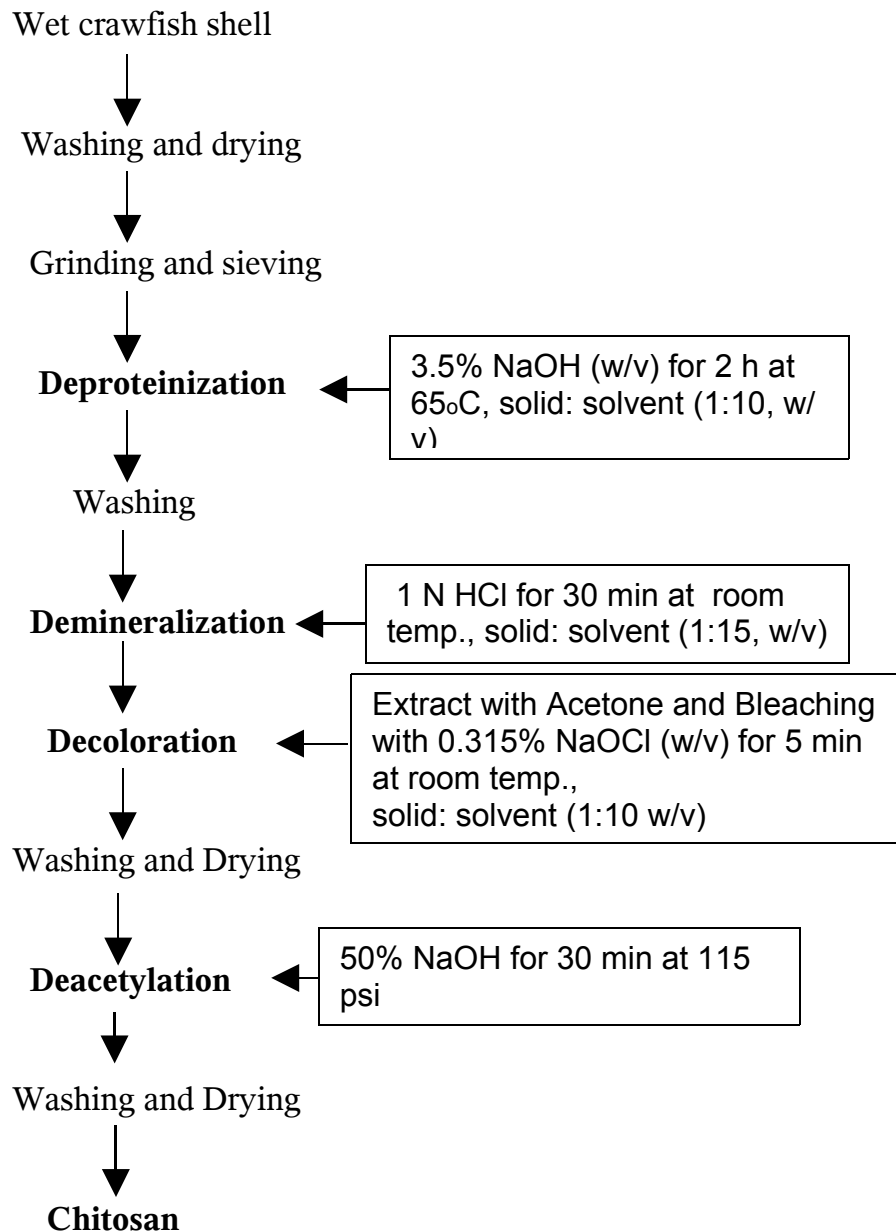 Wet crawfish shell
Washing and drying
Grinding and sieving
Deproteinization
3.5% NaOH (w/v) for 2 h at
65oC, solid: solvent (1:10, w/
v)
Washing
Demineralization
1 N HCl for 30 min at room
temp., solid: solvent (1:15, w/v)
Decoloration
Extract with Acetone and Bleaching
with 0.315% NaOCl (w/v) for 5 min
at room temp.,
solid: solvent (1:10 w/v)
Washing and Drying
Deacetylation
50% NaOH for 30 min at 115
psi
Washing and Drying
Chitosan